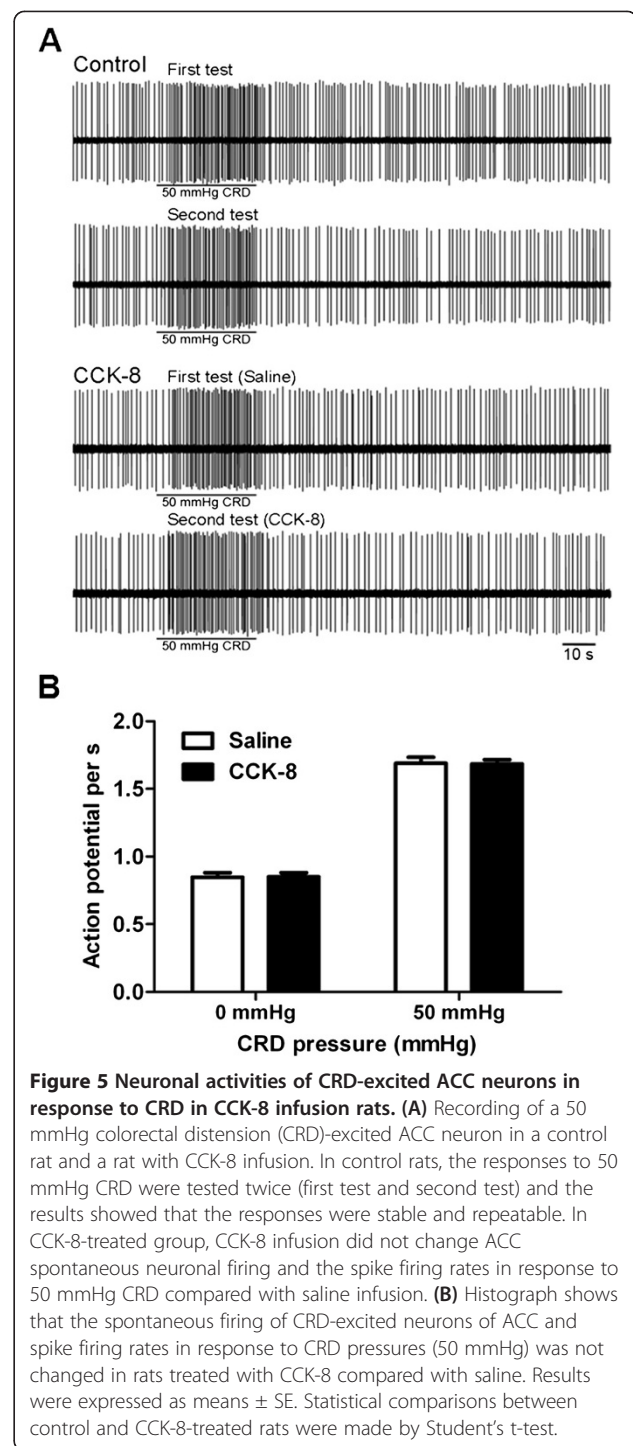 A
Control
First test
50 mmHg CRD
Second test
50 mmHg CRD
CCK-8
First test (Saline)
50 mmHg CRD
Second test (CCK-8)
50 mmHg CRD
10 s
B
2.0
1.5
1.0
0.5
0.0
Action potential per s
Saline
CCK-8
0 mmHg
50 mmHg
CRD pressure (mmHg)
Figure 5 Neuronal activities of CRD-excited ACC neurons in
response to CRD in CCK-8 infusion rats. (A) Recording of a 50
mmHg colorectal distension (CRD)-excited ACC neuron in a control
rat and a rat with CCK-8 infusion. In control rats, the responses to 50
mmHg CRD were tested twice (first test and second test) and the
results showed that the responses were stable and repeatable. In
CCK-8-treated group, CCK-8 infusion did not change ACC
spontaneous neuronal firing and the spike firing rates in response to
50 mmHg CRD compared with saline infusion. (B) Histograph shows
that the spontaneous firing of CRD-excited neurons of ACC and
spike firing rates in response to CRD pressures (50 mmHg) was not
changed in rats treated with CCK-8 compared with saline. Results
were expressed as means ± SE. Statistical comparisons between
control and CCK-8-treated rats were made by Student's t-test.